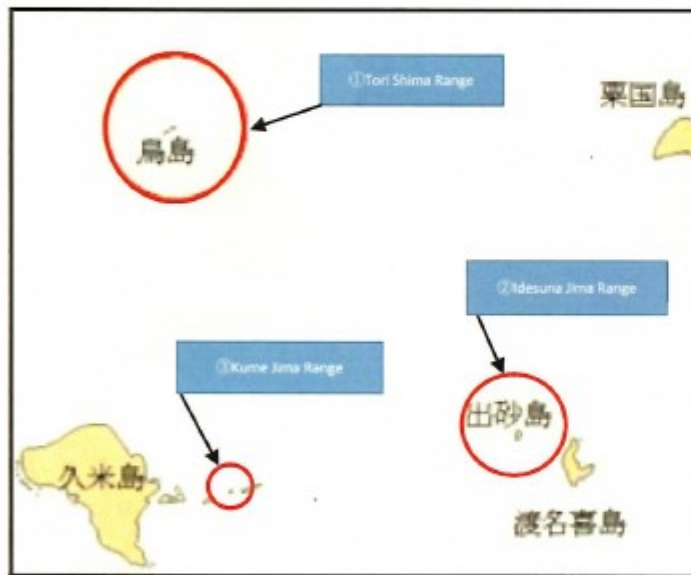 ①Tori Shima Range
粟国島
鳥島
②Idesuna Jima Range
③Kume Jima Range
出砂島
久米島
渡名喜島